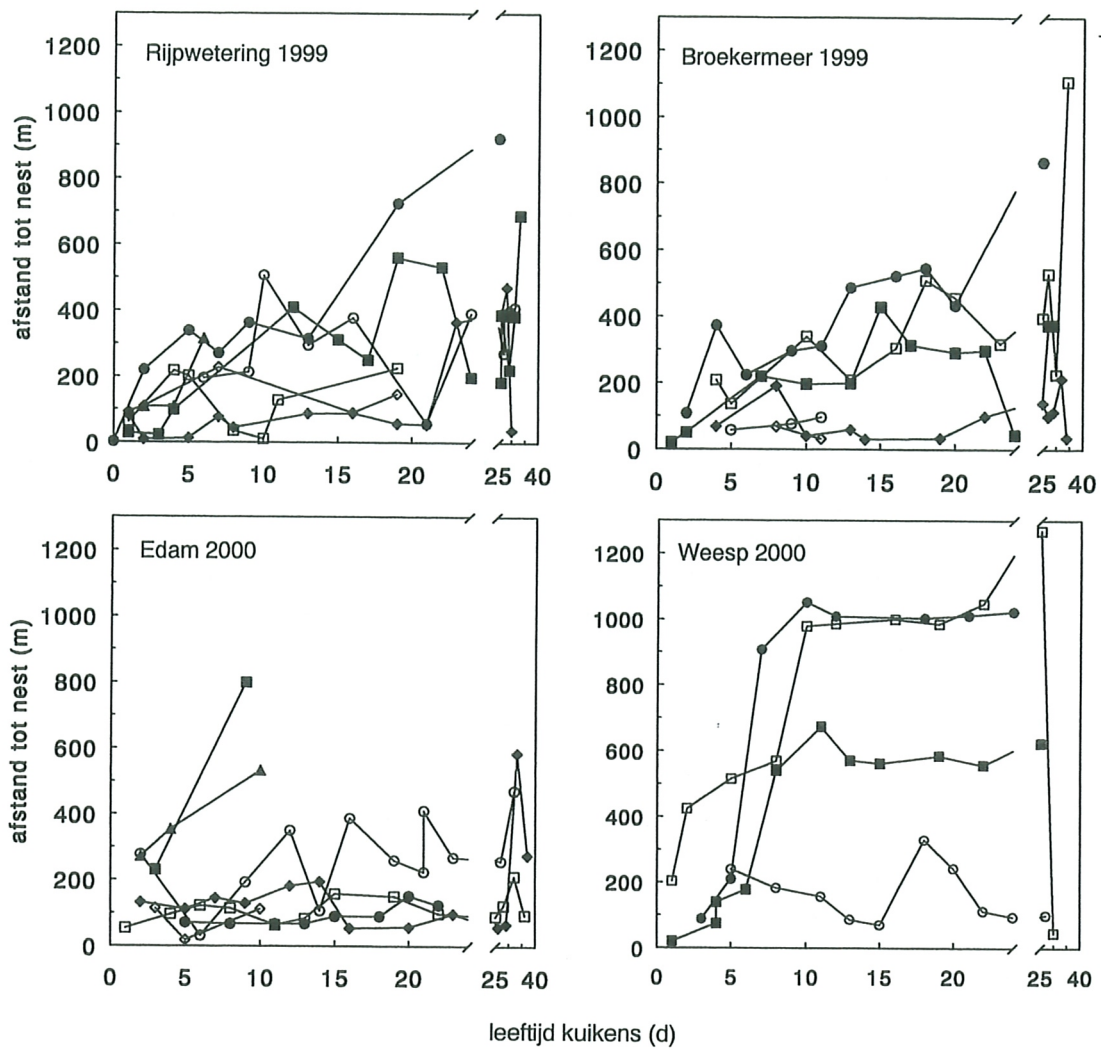 Rijpwetering 1999
afstand tot nest (m)
1200
1000
800
600
400
200
0
0 5 10 15 20 25 40
Broekermeer 1999
1200
1000
800
600
400
200
0
0 5 10 15 20 25 40
Edam 2000
afstand tot nest (m)
1200
1000
800
600
400
200
0
0 5 10 15 20 25 40
Weesp 2000
1200
1000
800
600
400
200
0
0 5 10 15 20 25 40
leeftijd kuikens (d)